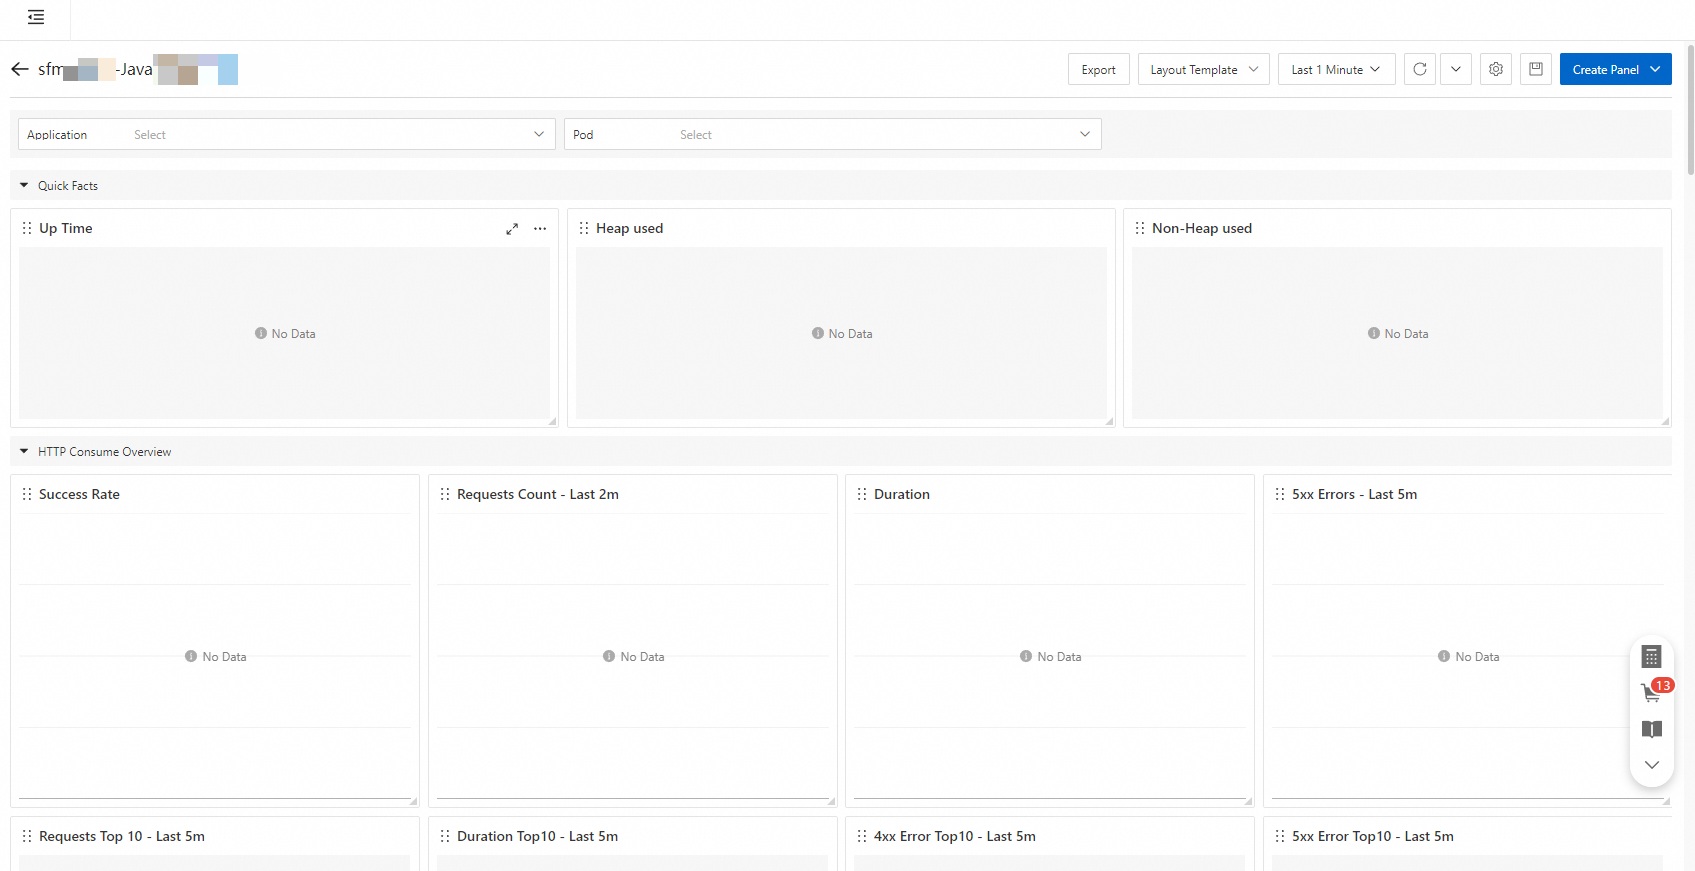 sfm -Java
Export
Layout Template
Last 1 Minute
Create Panel
Application Select
Pod Select
Quick Facts
Up Time
Heap used
Non-Heap used
No Data
No Data
No Data
HTTP Consume Overview
Success Rate
Requests Count - Last 2m
Duration
5xx Errors - Last 5m
No Data
No Data
No Data
No Data
13
Requests Top 10 - Last 5m
Duration Top10 - Last 5m
4xx Error Top10 - Last 5m
5xx Error Top10 - Last 5m